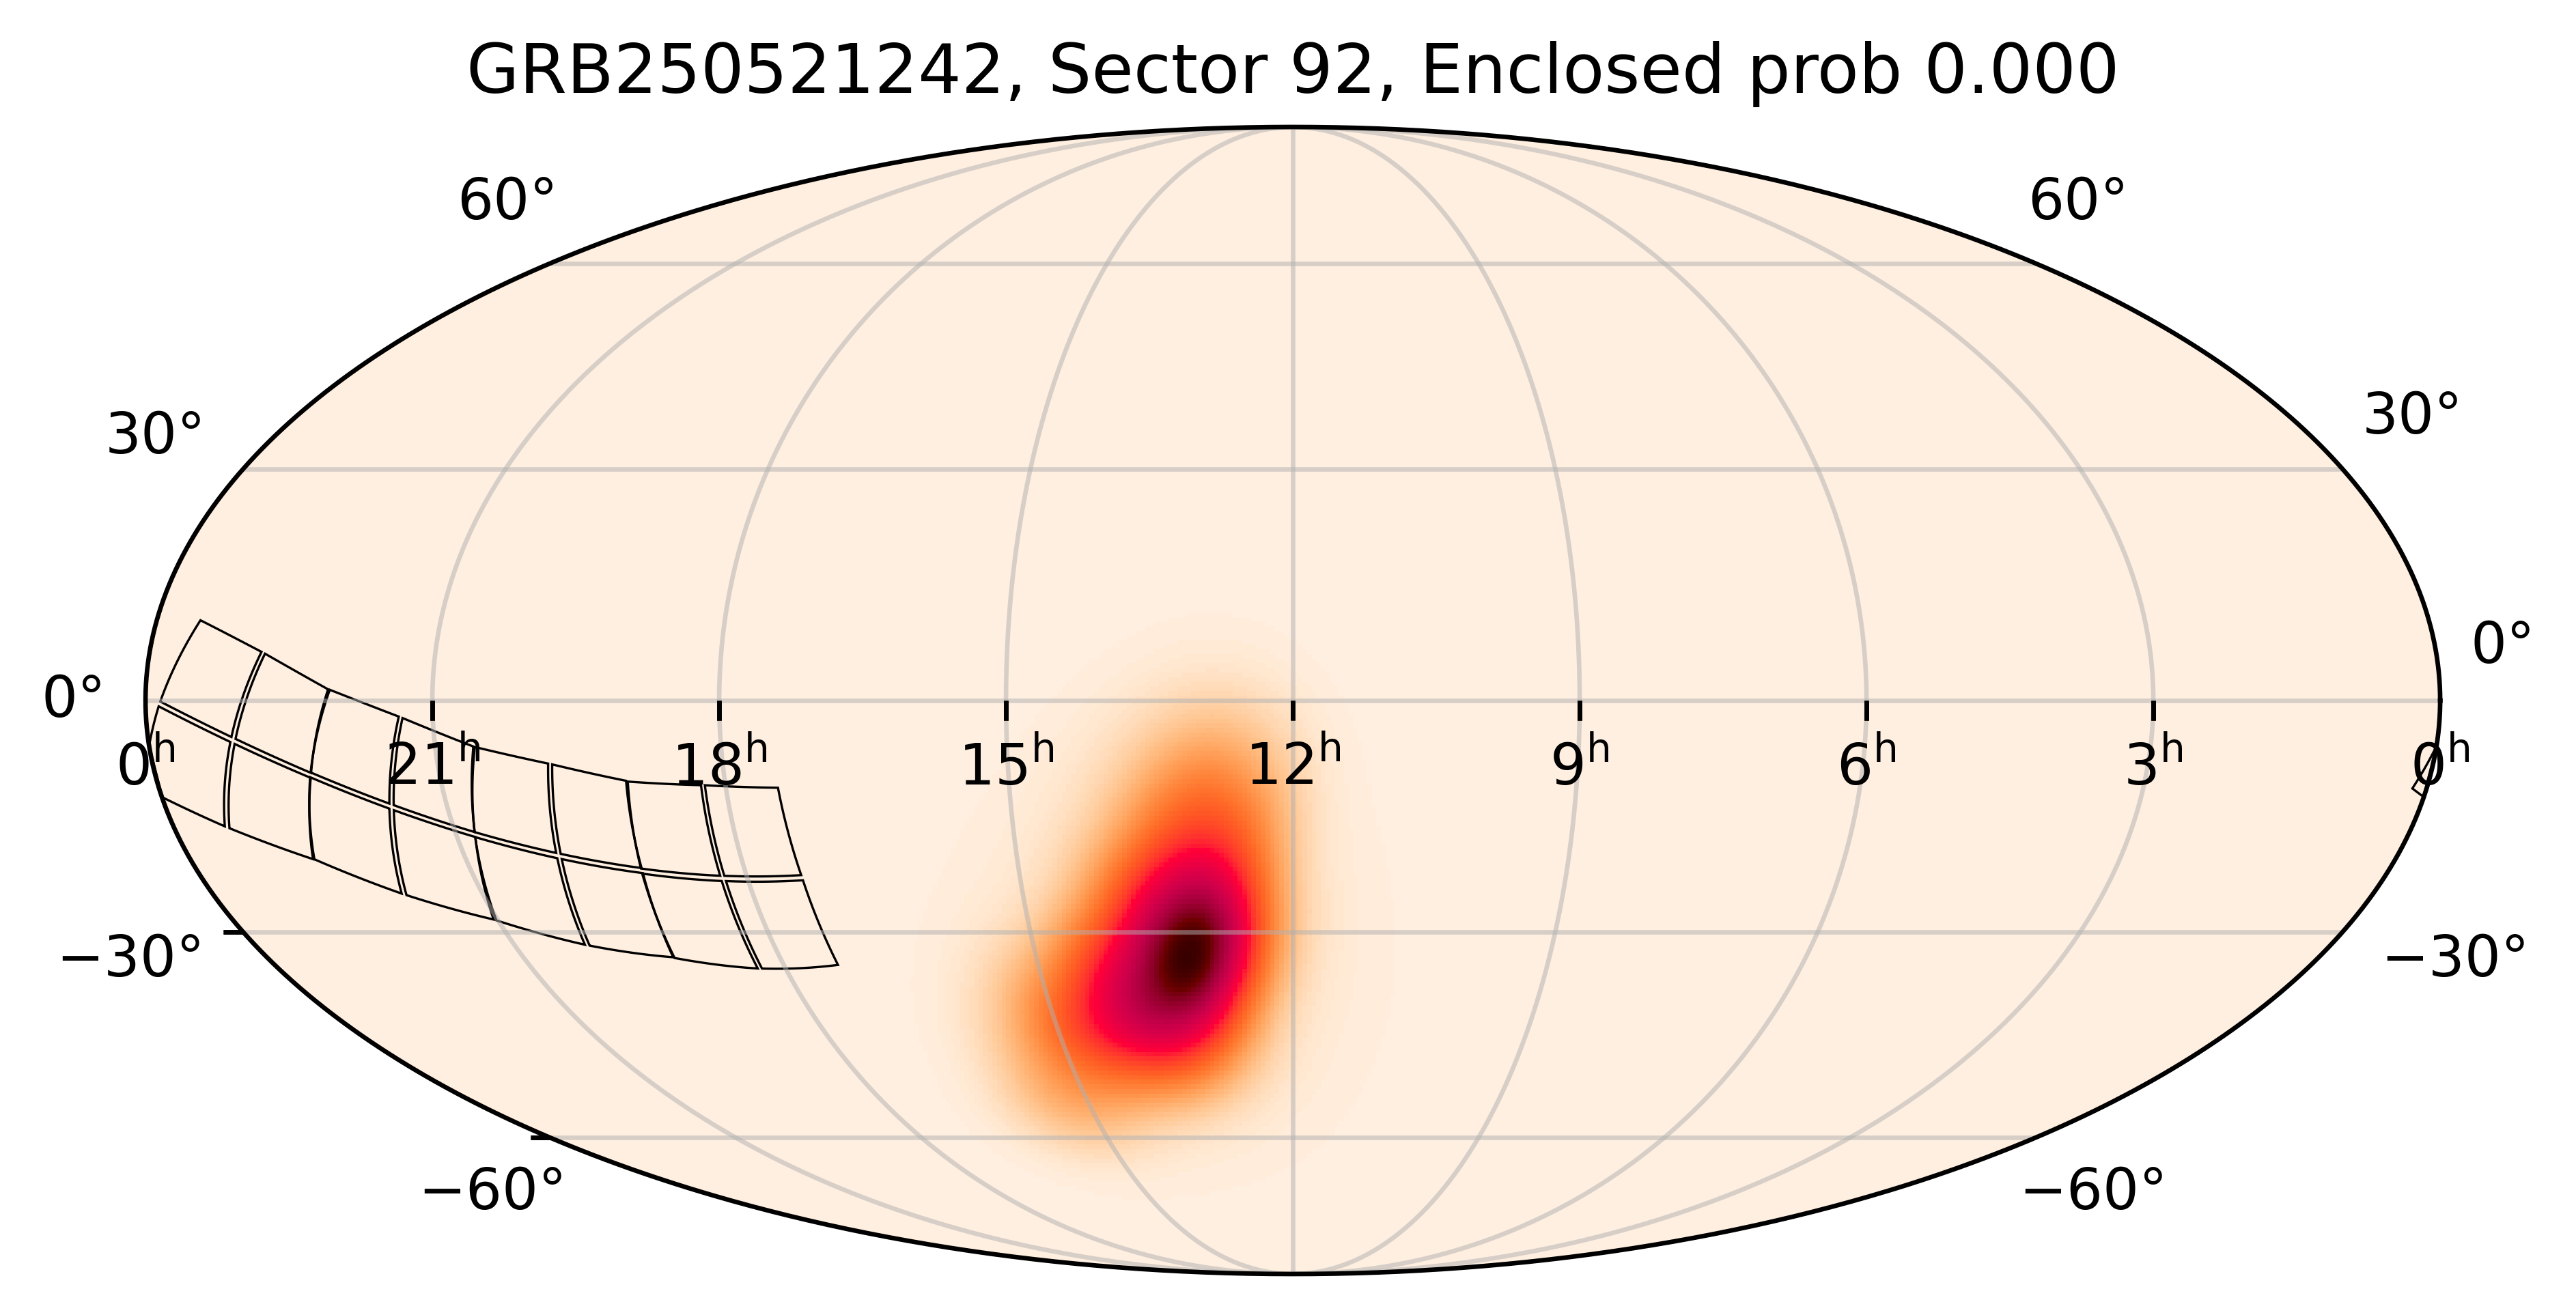 GRB250521242, Sector 92, Enclosed prob 0.000
60° 60°
30° 30°
0° 0°
0ʰ 21ʰ 18ʰ 15ʰ 12ʰ 9ʰ 6ʰ 3ʰ 0ʰ
−30° −30°
−60° −60°